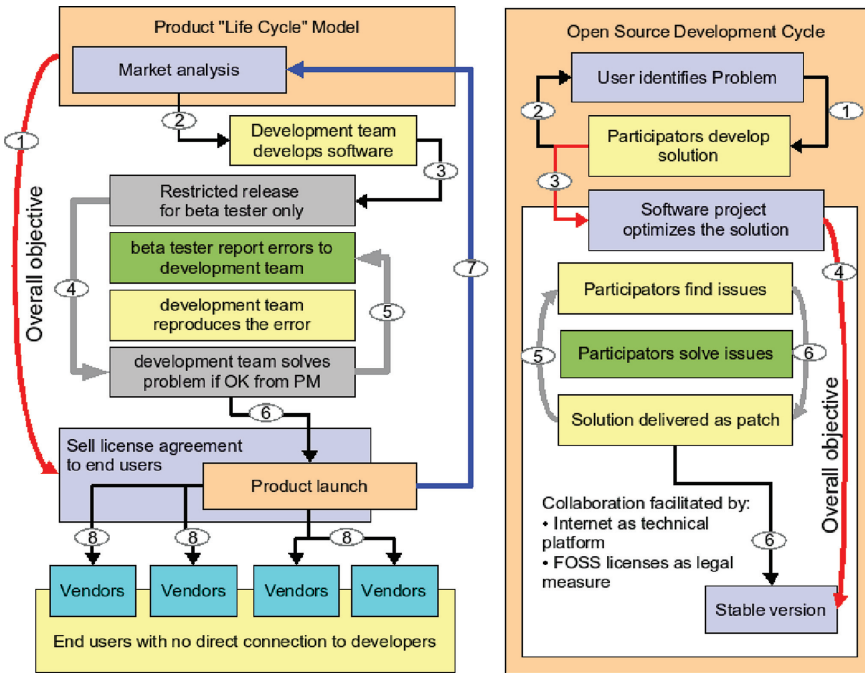 Product "Life Cycle" Model
Market analysis
1
2
Development team
develops software
3
Restricted release
for beta tester only
beta tester report errors to
development team
4
5
7
development team
reproduces the error
development team solves
problem if OK from PM
Overall objective
6
Sell license agreement
to end users
Product launch
8
8
Vendors
Vendors
Vendors
Vendors
End users with no direct connection to developers
Open Source Development Cycle
User identifies Problem
2
1
Participators develop
solution
3
Software project
optimizes the solution
4
Participators find issues
5
6
Participators solve issues
Solution delivered as patch
Overall objective
Collaboration facilitated by:
• Internet as technical
platform
• FOSS licenses as legal
measure
6
Stable version